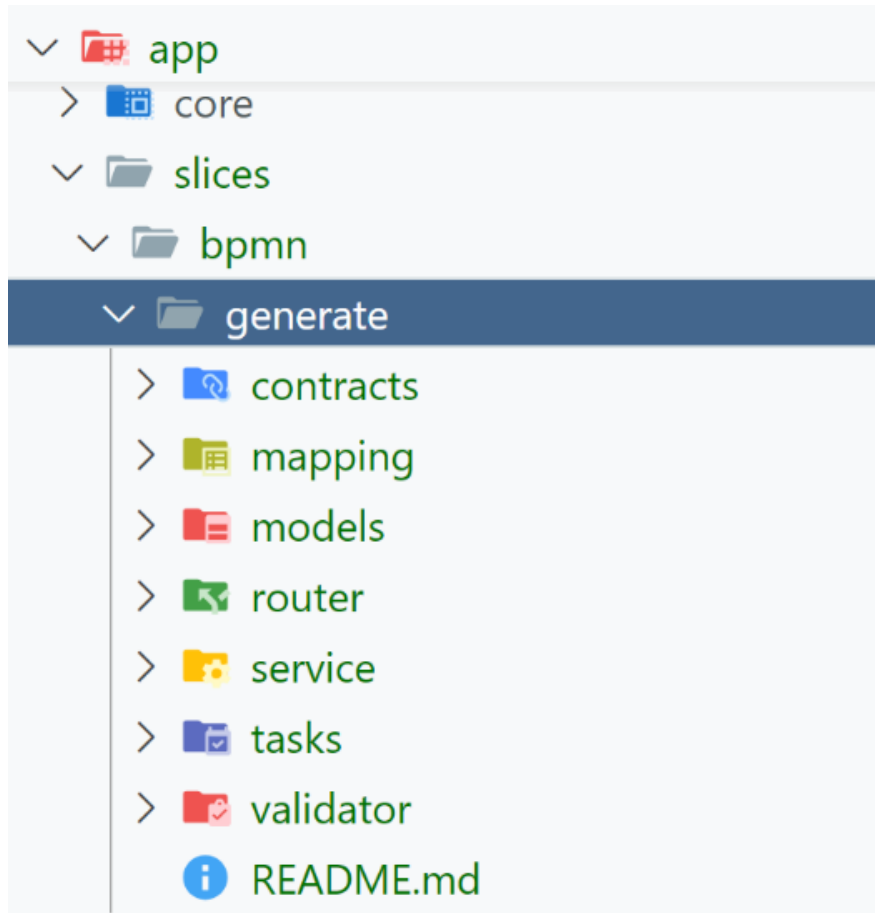 app
core
slices
bpmn
generate
contracts
mapping
models
router
service
tasks
validator
README.md